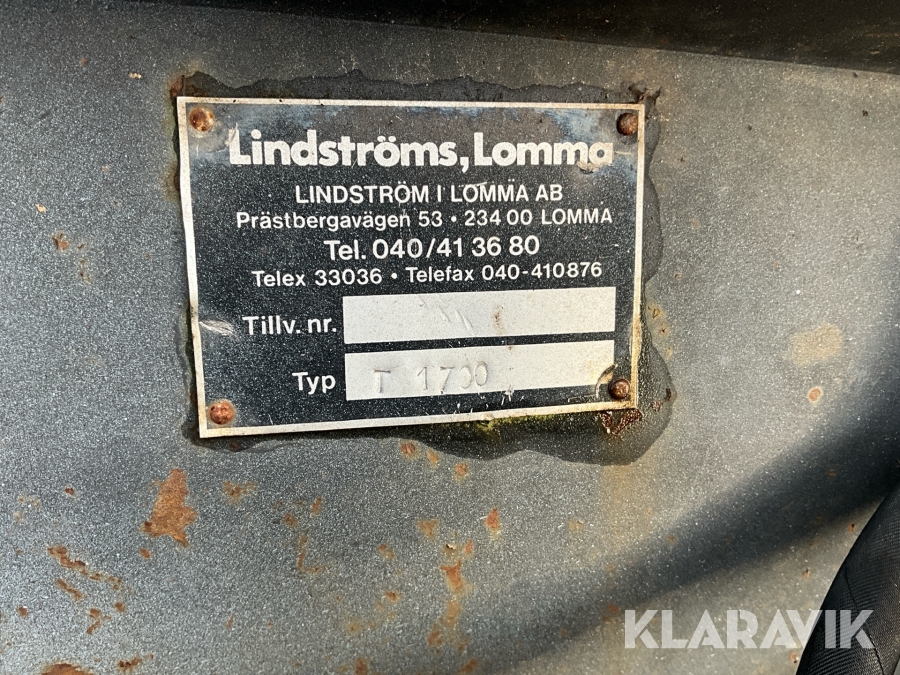 Lindströms, Lomma
LINDSTRÖM I LOMMA AB
Prästbergavägen 53 • 234 00 LOMMA
Tel. 040/41 36 80
Telex 33036 • Telefax 040-410876
Tillv. nr.
Typ T 1700
KLARAVIK